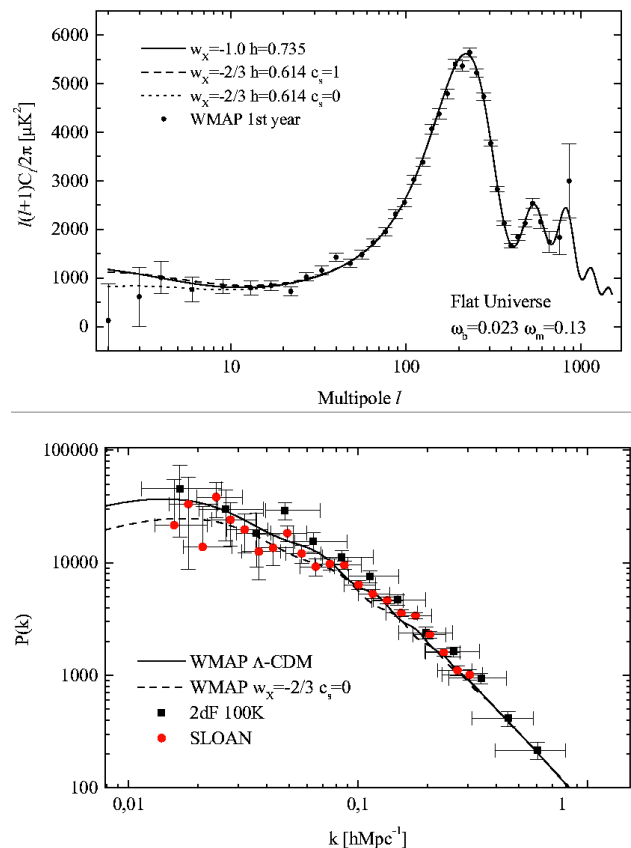 6000
5000
4000
3000
2000
1000
0
l(l+1)C_l/2π [μK²]
w_X=-1.0 h=0.735
w_X=-2/3 h=0.614 c_s=1
w_X=-2/3 h=0.614 c_s=0
WMAP 1st year
Flat Universe
ω_b=0.023 ω_m=0.13
10 100 1000
Multipole l
100000
10000
1000
100
P(k)
WMAP Λ-CDM
WMAP w_X=-2/3 c_s=0
2dF 100K
SLOAN
0,01 0,1 1
k [hMpc⁻¹]